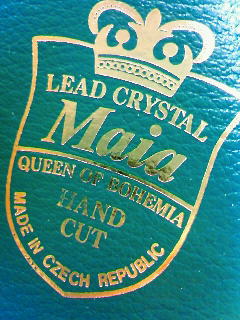 LEAD CRYSTAL
Maia
QUEEN OF BOHEMIA
HAND
CUT
MADE IN CZECH REPUBLIC